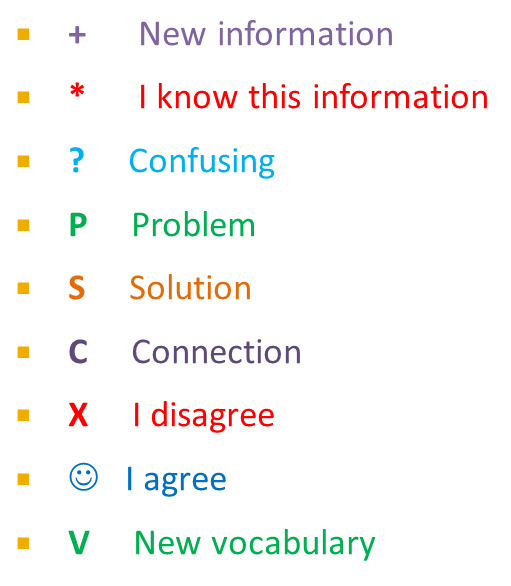 ▪ + New information
▪ * I know this information
▪ ? Confusing
▪ P Problem
▪ S Solution
▪ C Connection
▪ X I disagree
▪ ☺ I agree
▪ V New vocabulary